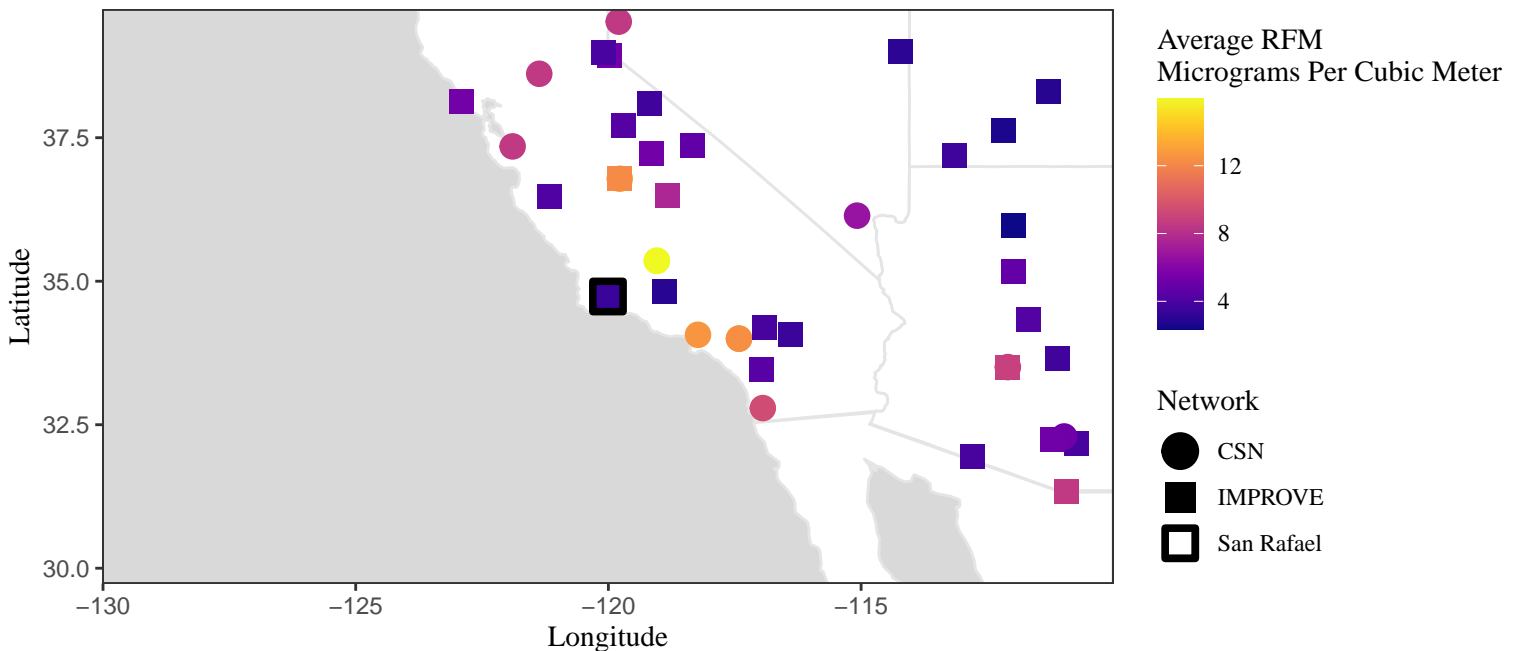 37.5
35.0
32.5
30.0
Latitude
−130
−125
−120
−115
Longitude
Average RFM
Micrograms Per Cubic Meter
12
8
4
Network
CSN
IMPROVE
San Rafael